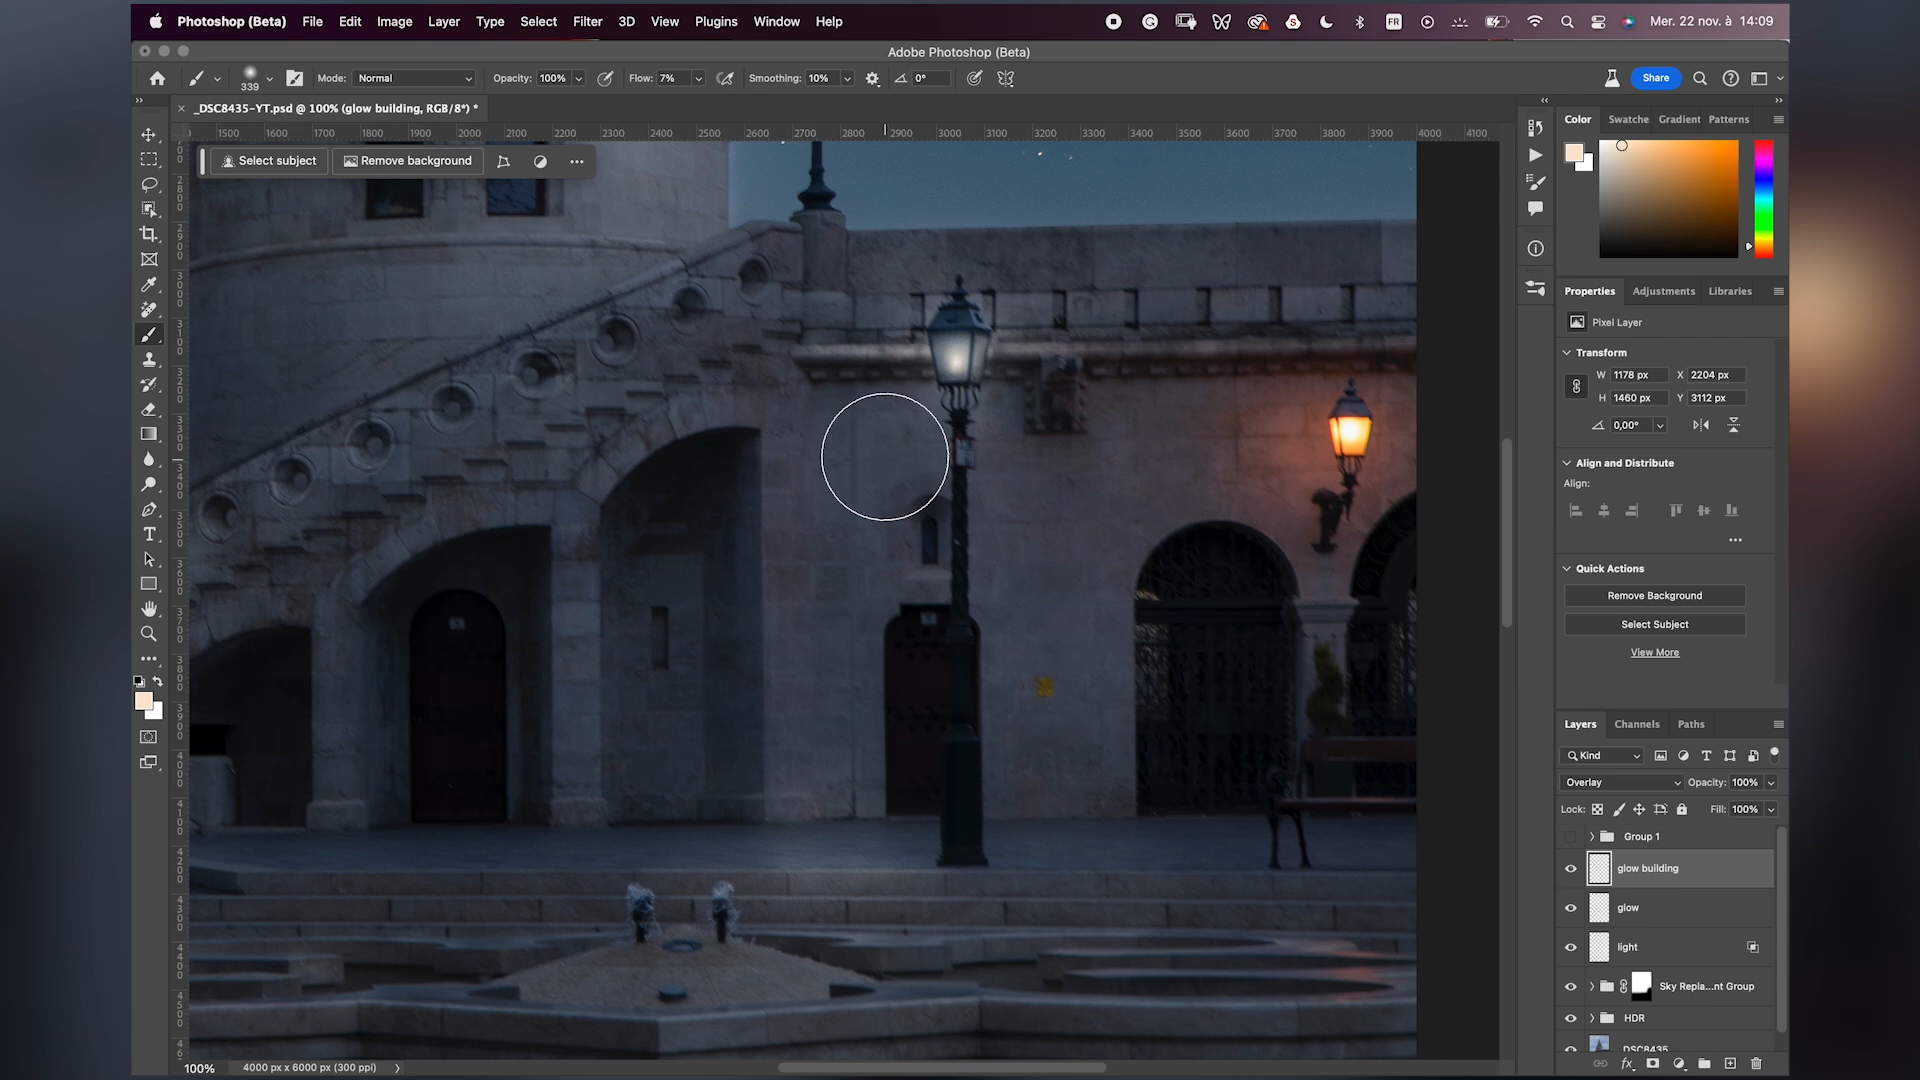 Photoshop (Beta) File Edit Image Layer Type Select Filter 3D View Plugins Window Help
FR Mer. 22 nov. à 14:09
Adobe Photoshop (Beta)
339 Mode: Normal Opacity: 100% Flow: 7% Smoothing: 10% 0° Share
_DSC8435-YT.psd @ 100% (glow building, RGB/8*) *
1500 1600 1700 1800 1900 2000 2100 2200 2300 2400 2500 2600 2700 2800 2900 3000 3100 3200 3300 3400 3500 3600 3700 3800 3900 4000 4100
Select subject Remove background
Color Swatche Gradient Patterns
Properties Adjustments Libraries
Pixel Layer
Transform
W 1178 px X 2204 px
H 1460 px Y 3112 px
0,00°
Align and Distribute
Align:
Quick Actions
Remove Background
Select Subject
View More
Layers Channels Paths
Kind
Overlay Opacity: 100%
Lock: Fill: 100%
Group 1
glow building
glow
light
Sky Repla...nt Group
HDR
DSC8435
100% 4000 px x 6000 px (300 ppi)